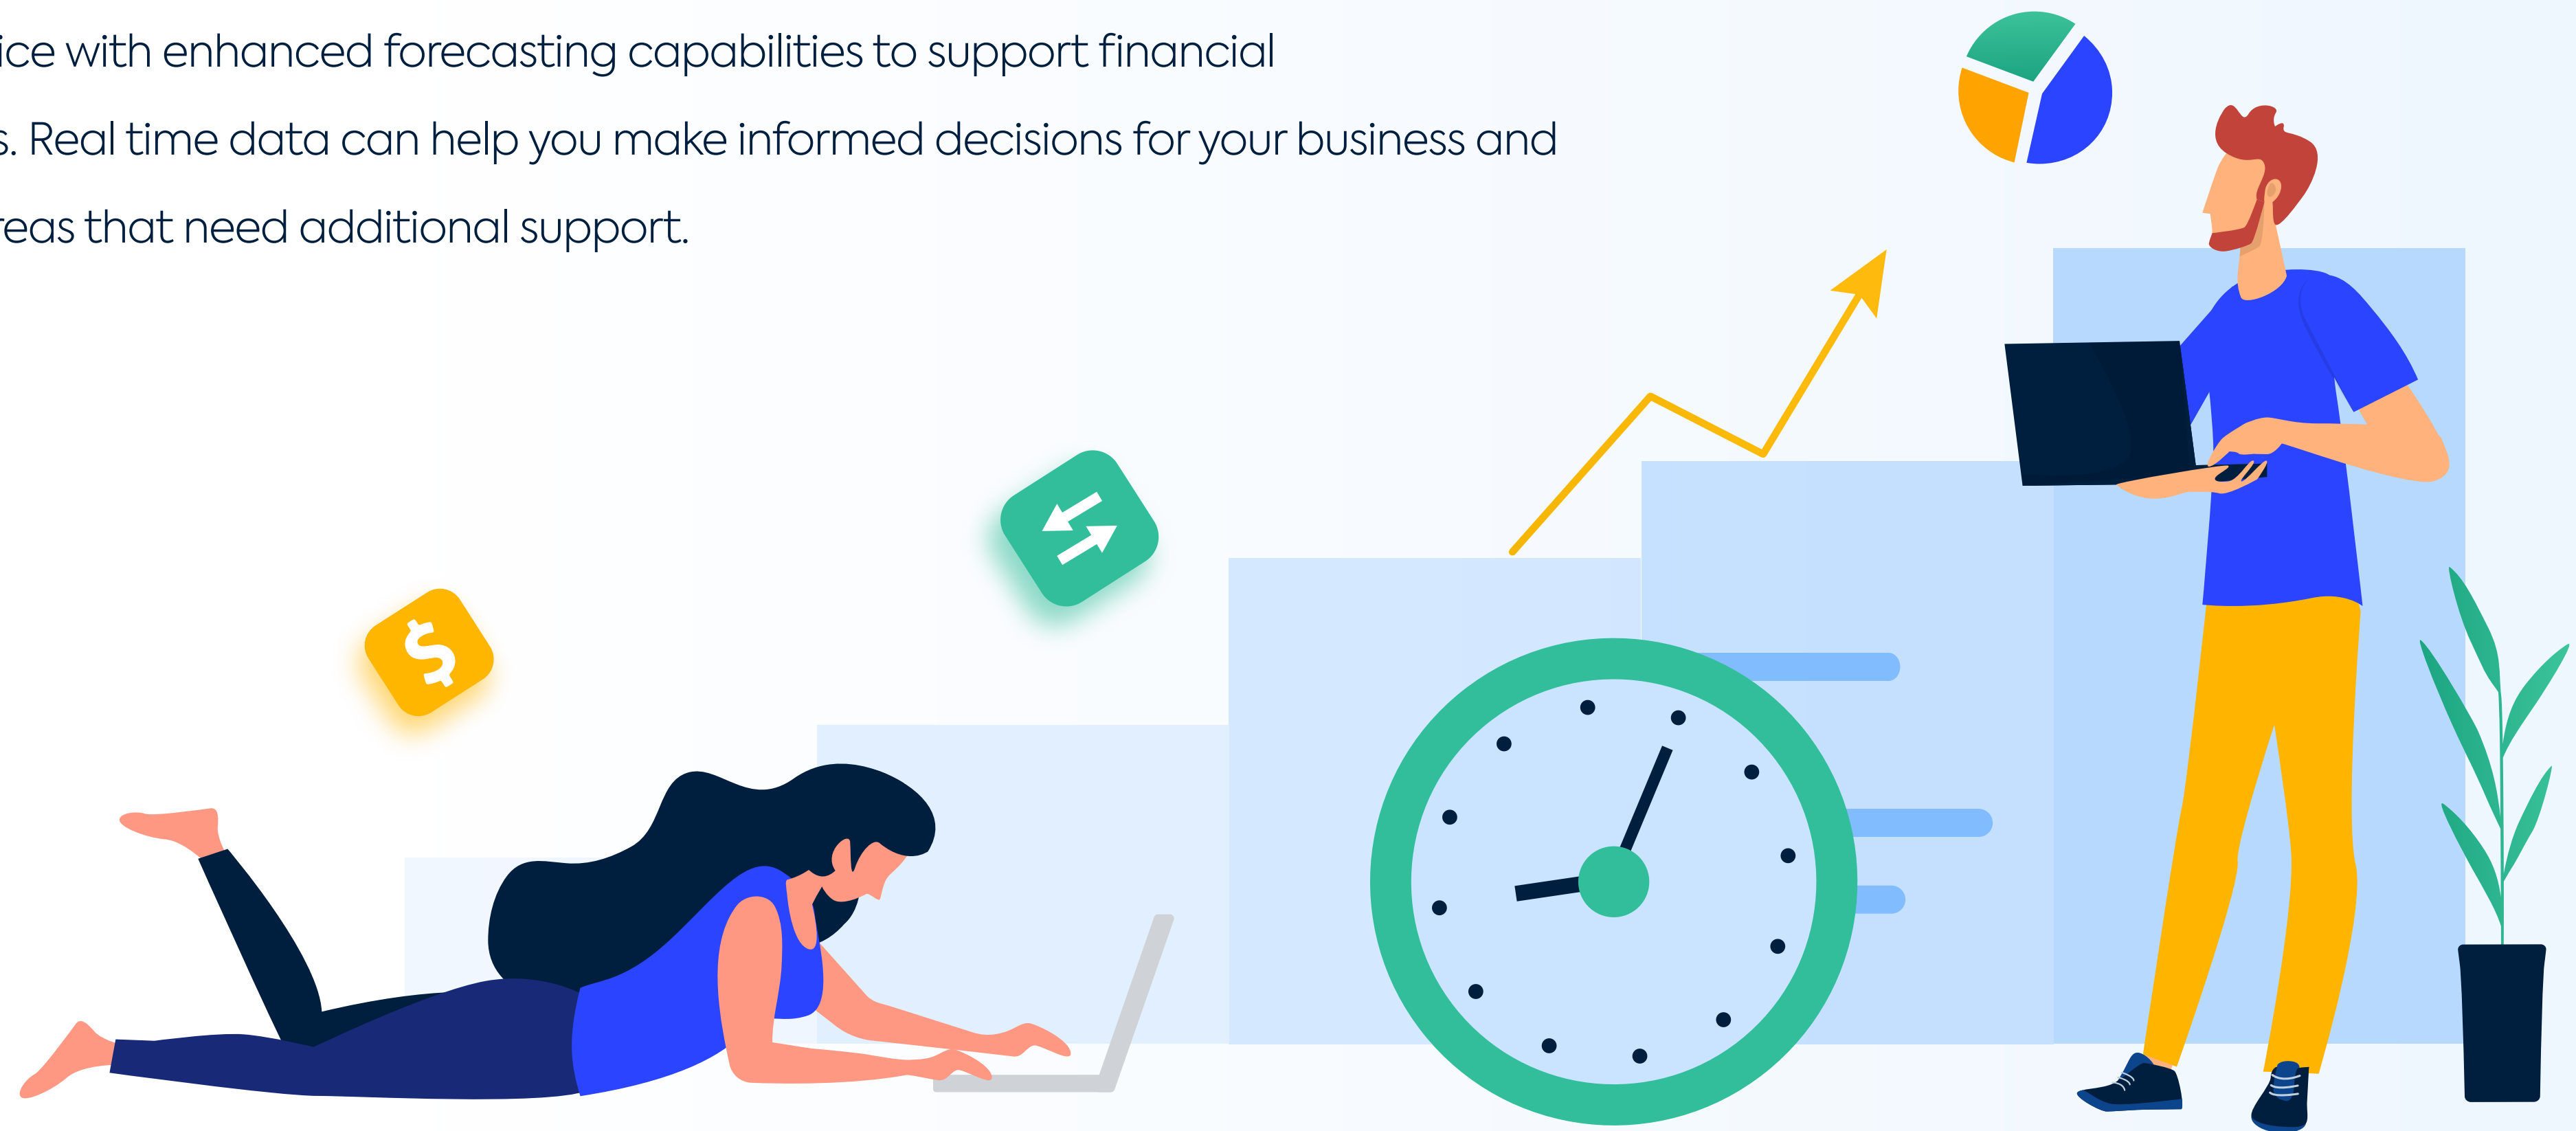 ice with enhanced forecasting capabilities to support financial
s. Real time data can help you make informed decisions for your business and
reas that need additional support.
$